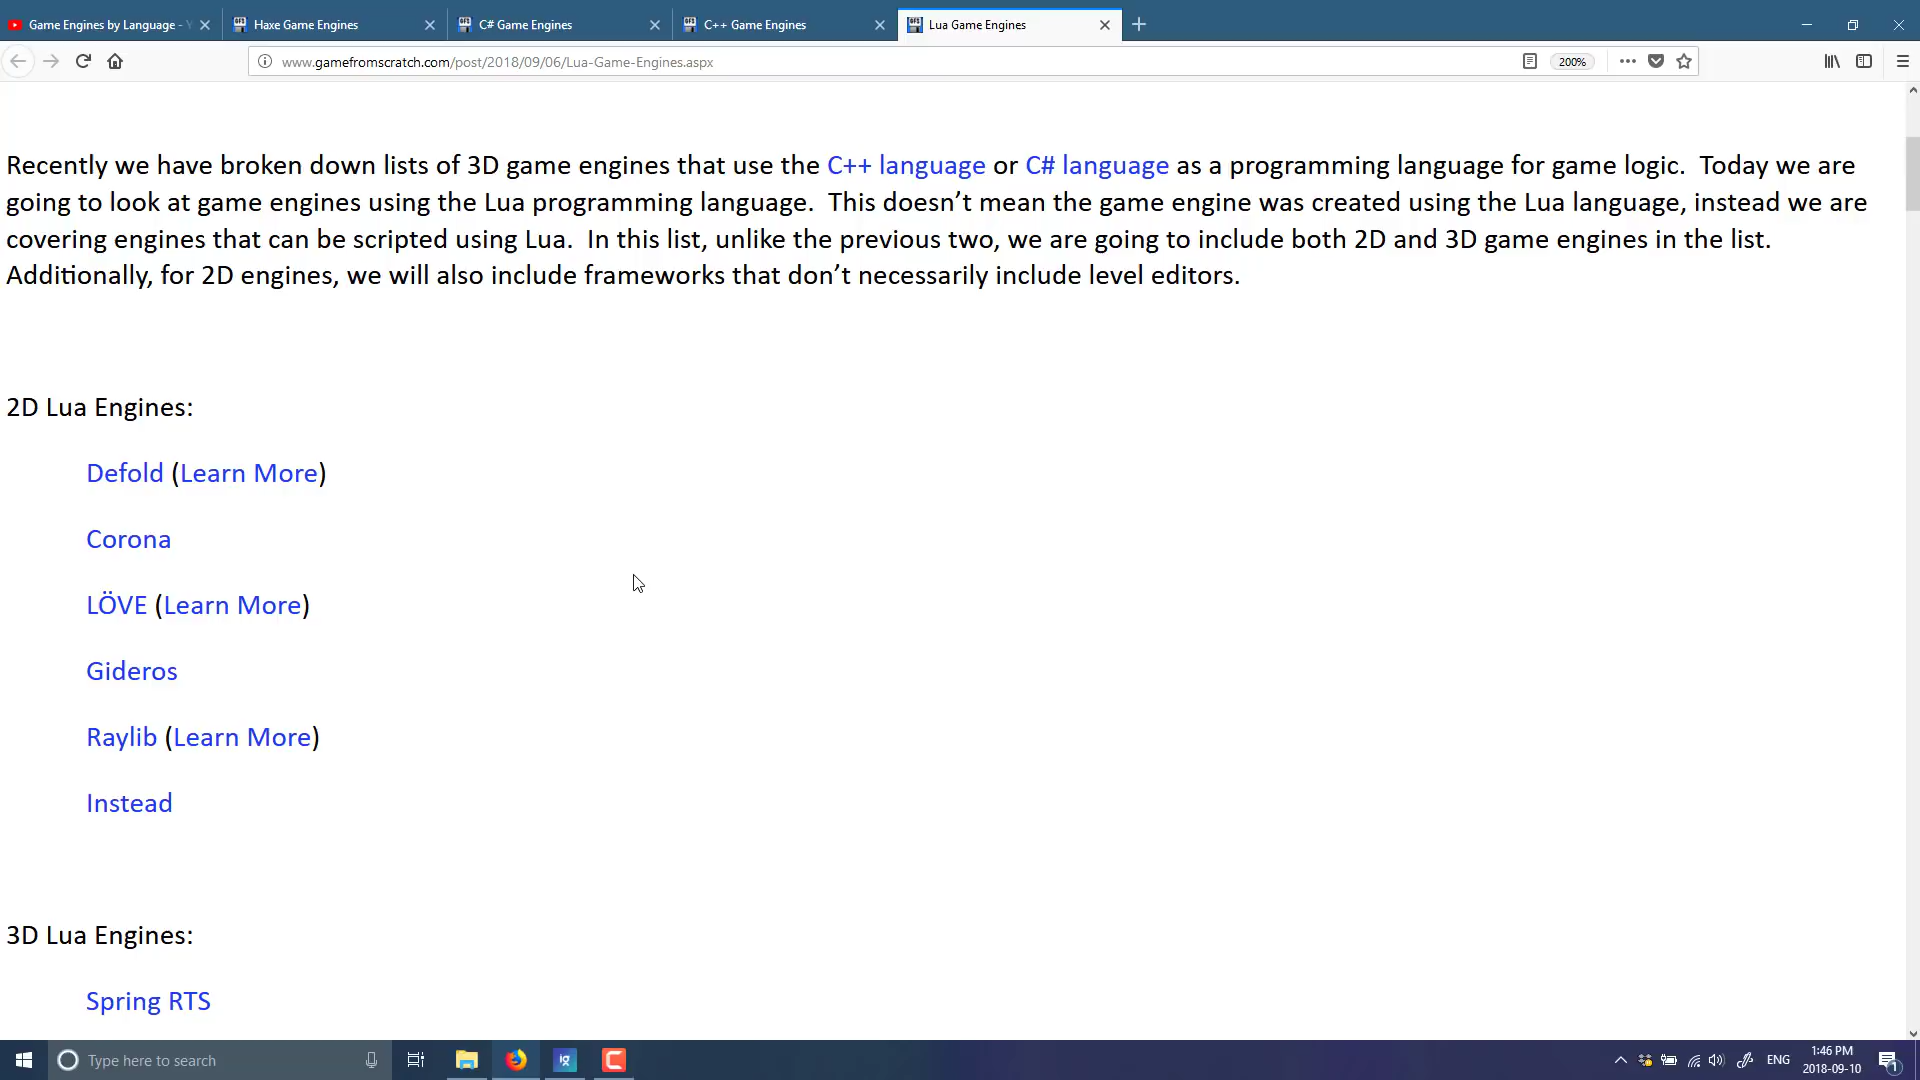 Game Engines by Language - Y
Haxe Game Engines
C# Game Engines
C++ Game Engines
Lua Game Engines
www.gamefromscratch.com/post/2018/09/06/Lua-Game-Engines.aspx
200%
Recently we have broken down lists of 3D game engines that use the C++ language or C# language as a programming language for game logic.  Today we are
going to look at game engines using the Lua programming language.  This doesn’t mean the game engine was created using the Lua language, instead we are
covering engines that can be scripted using Lua.  In this list, unlike the previous two, we are going to include both 2D and 3D game engines in the list.
Additionally, for 2D engines, we will also include frameworks that don’t necessarily include level editors.
2D Lua Engines:
Defold (Learn More)
Corona
LÖVE (Learn More)
Gideros
Raylib (Learn More)
Instead
3D Lua Engines:
Spring RTS
Type here to search
ig
ENG
1:46 PM
2018-09-10
1